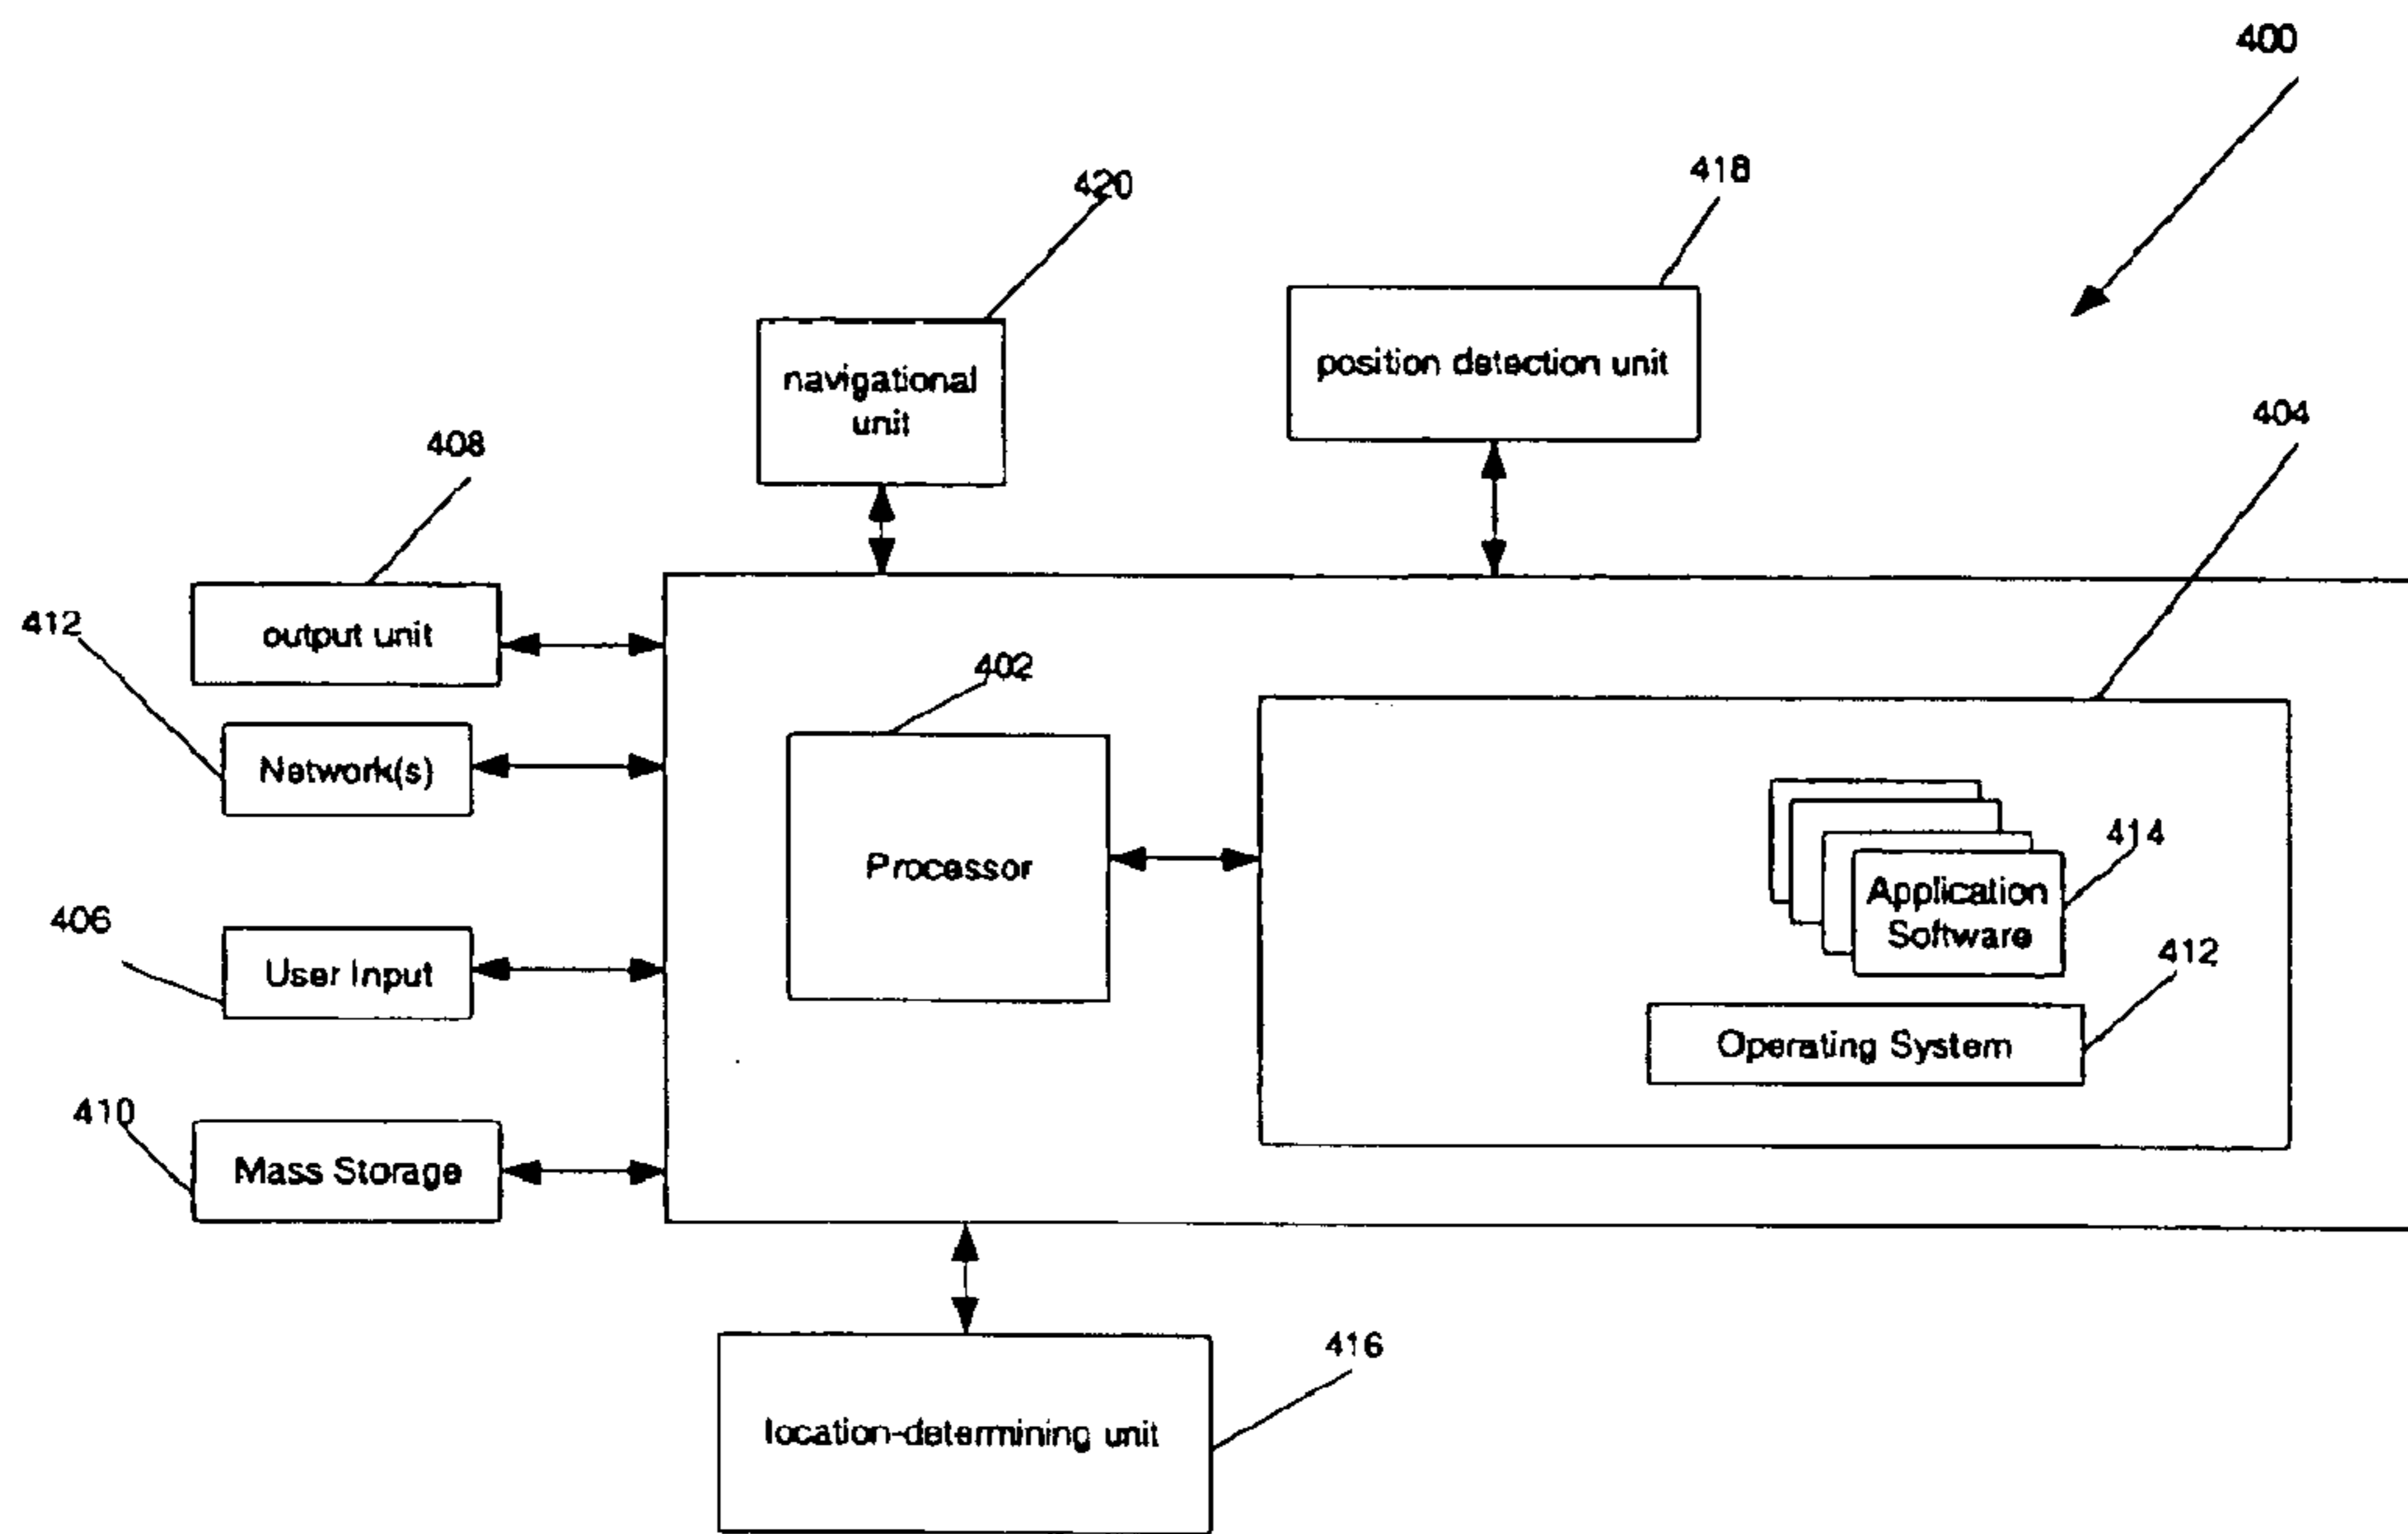 400
420
418
navigational
unit
position detection unit
404
408
412
output unit
402
Network(s)
Processor
414
Application
Software
406
User Input
412
Operating System
410
Mass Storage
416
location-determining unit